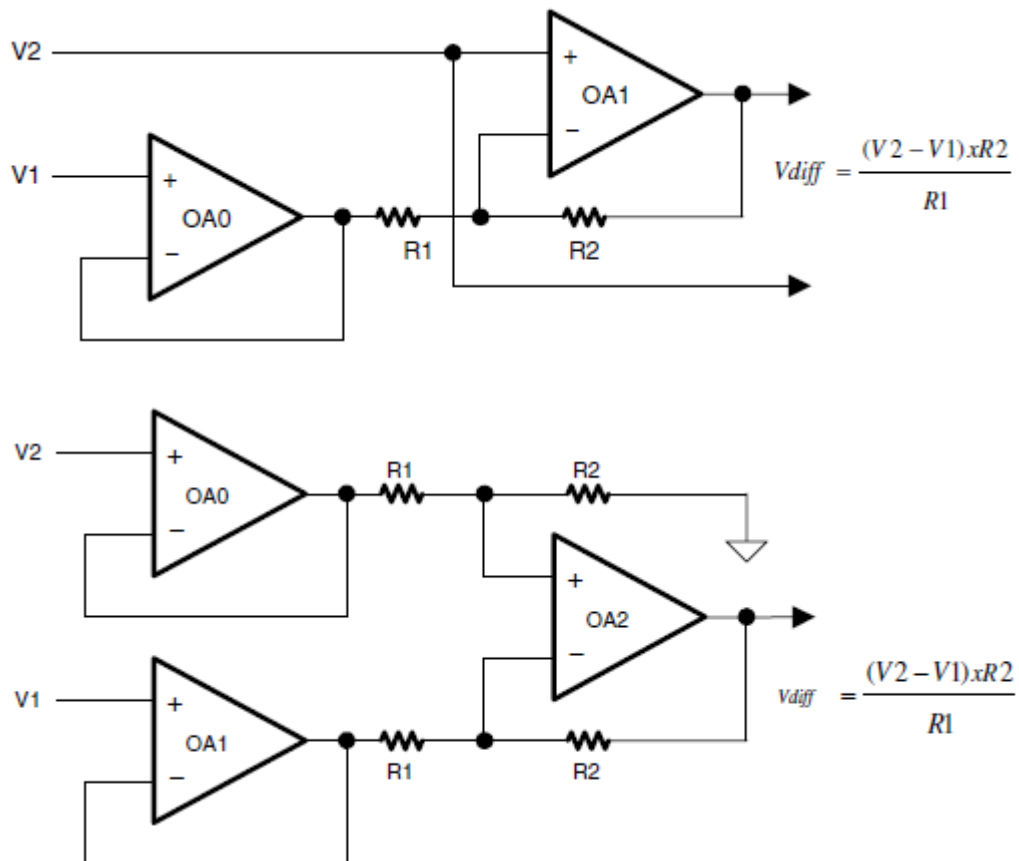 V2
+
OA1
−
V1
+
OA0
−
R1
R2
Vdiff = (V2 − V1) xR2
R1
V2
+
OA0
−
R1
R2
+
OA2
−
V1
+
OA1
−
R1
R2
Vdiff = (V2 − V1) xR2
R1